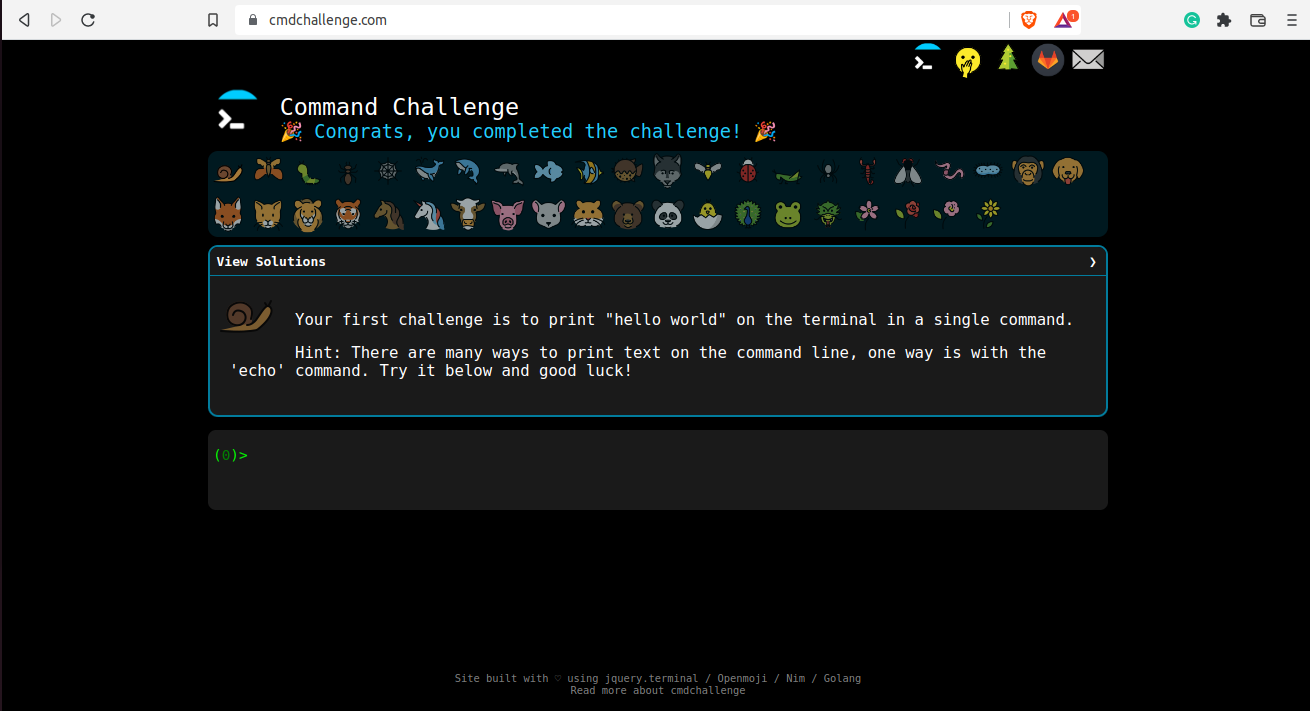 cmdchallenge.com
1
Command Challenge
Congrats, you completed the challenge!
View Solutions
Your first challenge is to print "hello world" on the terminal in a single command.
Hint: There are many ways to print text on the command line, one way is with the
'echo' command. Try it below and good luck!
(0)>
Site built with ♡ using jquery.terminal / Openmoji / Nim / Golang
Read more about cmdchallenge